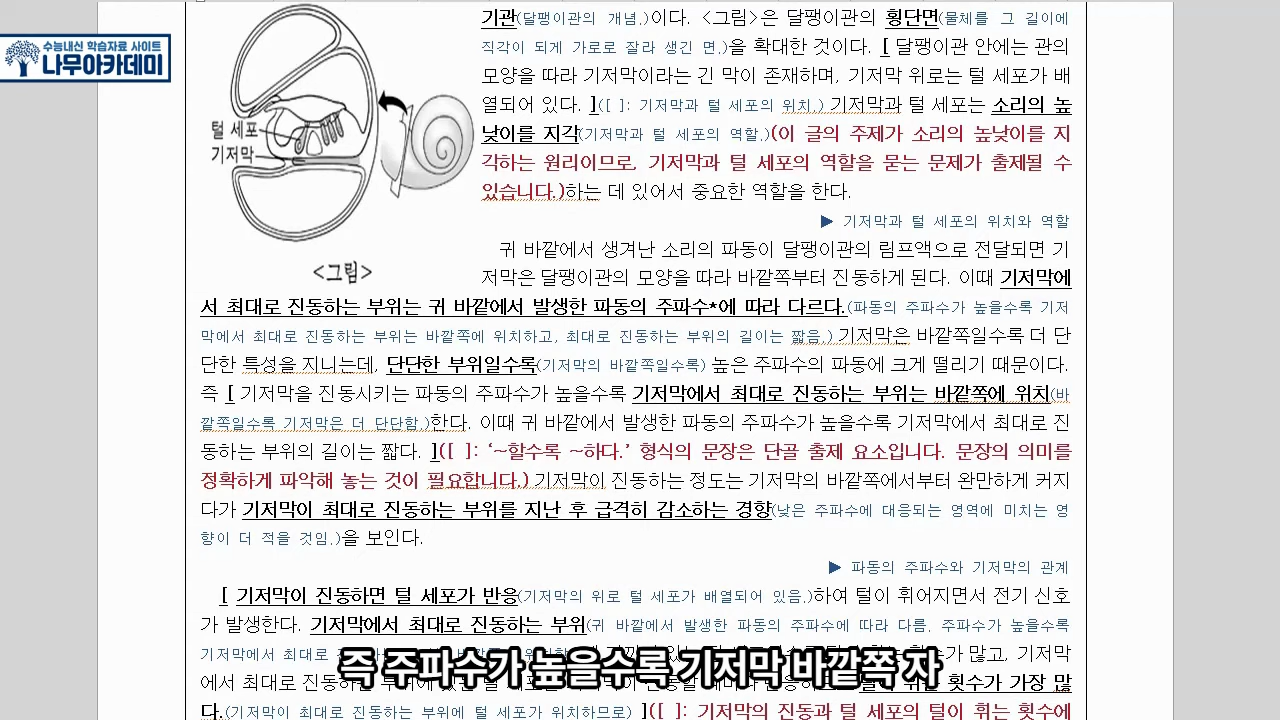 수능내신 학습자료 사이트
나무아카데미
털 세포
기저막
<그림>
기관(달팽이관의 개념.)이다. <그림>은 달팽이관의 횡단면(물체를 그 길이에
직각이 되게 가로로 잘라 생긴 면.)을 확대한 것이다. [ 달팽이관 안에는 관의
모양을 따라 기저막이라는 긴 막이 존재하며, 기저막 위로는 털 세포가 배
열되어 있다. ]([ ]: 기저막과 털 세포의 위치.) 기저막과 털 세포는 소리의 높
낮이를 지각(기저막과 털 세포의 역할.)(이 글의 주제가 소리의 높낮이를 지
각하는 원리이므로, 기저막과 털 세포의 역할을 묻는 문제가 출제될 수
있습니다.)하는 데 있어서 중요한 역할을 한다.
▶ 기저막과 털 세포의 위치와 역할
귀 바깥에서 생겨난 소리의 파동이 달팽이관의 림프액으로 전달되면 기
저막은 달팽이관의 모양을 따라 바깥쪽부터 진동하게 된다. 이때 기저막에
서 최대로 진동하는 부위는 귀 바깥에서 발생한 파동의 주파수*에 따라 다르다.(파동의 주파수가 높을수록 기저
막에서 최대로 진동하는 부위는 바깥쪽에 위치하고, 최대로 진동하는 부위의 길이는 짧음.) 기저막은 바깥쪽일수록 더 단
단한 특성을 지니는데, 단단한 부위일수록(기저막의 바깥쪽일수록) 높은 주파수의 파동에 크게 떨리기 때문이다.
즉 [ 기저막을 진동시키는 파동의 주파수가 높을수록 기저막에서 최대로 진동하는 부위는 바깥쪽에 위치(바
깥쪽일수록 기저막은 더 단단함.)한다. 이때 귀 바깥에서 발생한 파동의 주파수가 높을수록 기저막에서 최대로 진
동하는 부위의 길이는 짧다. ]([ ]: ‘~할수록 ~하다.’ 형식의 문장은 단골 출제 요소입니다. 문장의 의미를
정확하게 파악해 놓는 것이 필요합니다.) 기저막이 진동하는 정도는 기저막의 바깥쪽에서부터 완만하게 커지
다가 기저막이 최대로 진동하는 부위를 지난 후 급격히 감소하는 경향(낮은 주파수에 대응되는 영역에 미치는 영
향이 더 적을 것임.)을 보인다.
▶ 파동의 주파수와 기저막의 관계
[ 기저막이 진동하면 털 세포가 반응(기저막의 위로 털 세포가 배열되어 있음.)하여 털이 휘어지면서 전기 신호
가 발생한다. 기저막에서 최대로 진동하는 부위(귀 바깥에서 발생한 파동의 주파수에 따라 다름. 주파수가 높을수록
기저막에서 최대로
가 많고, 기저막
에서 최대로 진동하는
횟수가 가장 많
다.(기저막이 최대로 진동하는 부위에 털 세포가 위치하므로) ]([ ]: 기저막의 진동과 털 세포의 털이 휘는 횟수에
즉 주파수가 높을수록 기저막 바깥쪽 자